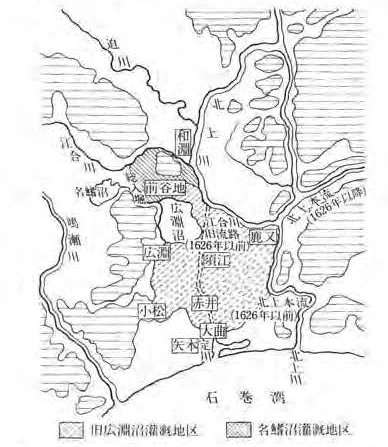 迫川
江合川
和淵
北上川
前谷地
名鰭沼
広淵沼
江合川
旧流路
(1626年以前)
鹿又
北上本流
(1626年以降)
鳴瀬川
広淵
須江
小松
赤井
北上本流
(1626年以前)
大曲
矢本
定川
北上川
石巻湾
旧広淵沼灌漑地区
名鰭沼灌漑地区